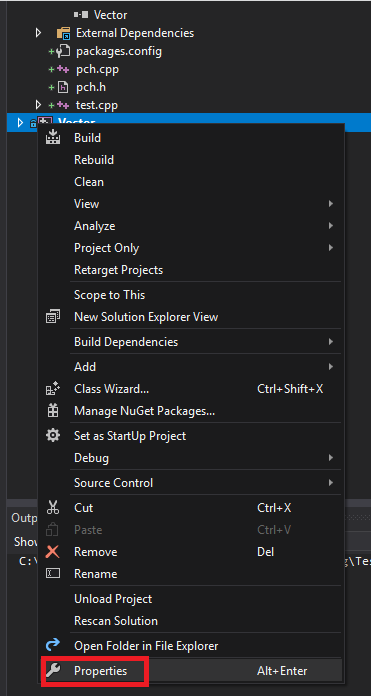 Vector
External Dependencies
packages.config
pch.cpp
pch.h
test.cpp
Vector
Build
Rebuild
Clean
View
Analyze
Project Only
Retarget Projects
Scope to This
New Solution Explorer View
Build Dependencies
Add
Class Wizard... Ctrl+Shift+X
Manage NuGet Packages...
Set as StartUp Project
Debug
Source Control
Cut Ctrl+X
Paste Ctrl+V
Remove Del
Rename
Unload Project
Rescan Solution
Open Folder in File Explorer
Properties Alt+Enter
Outp
Show
C:\ g\Tes